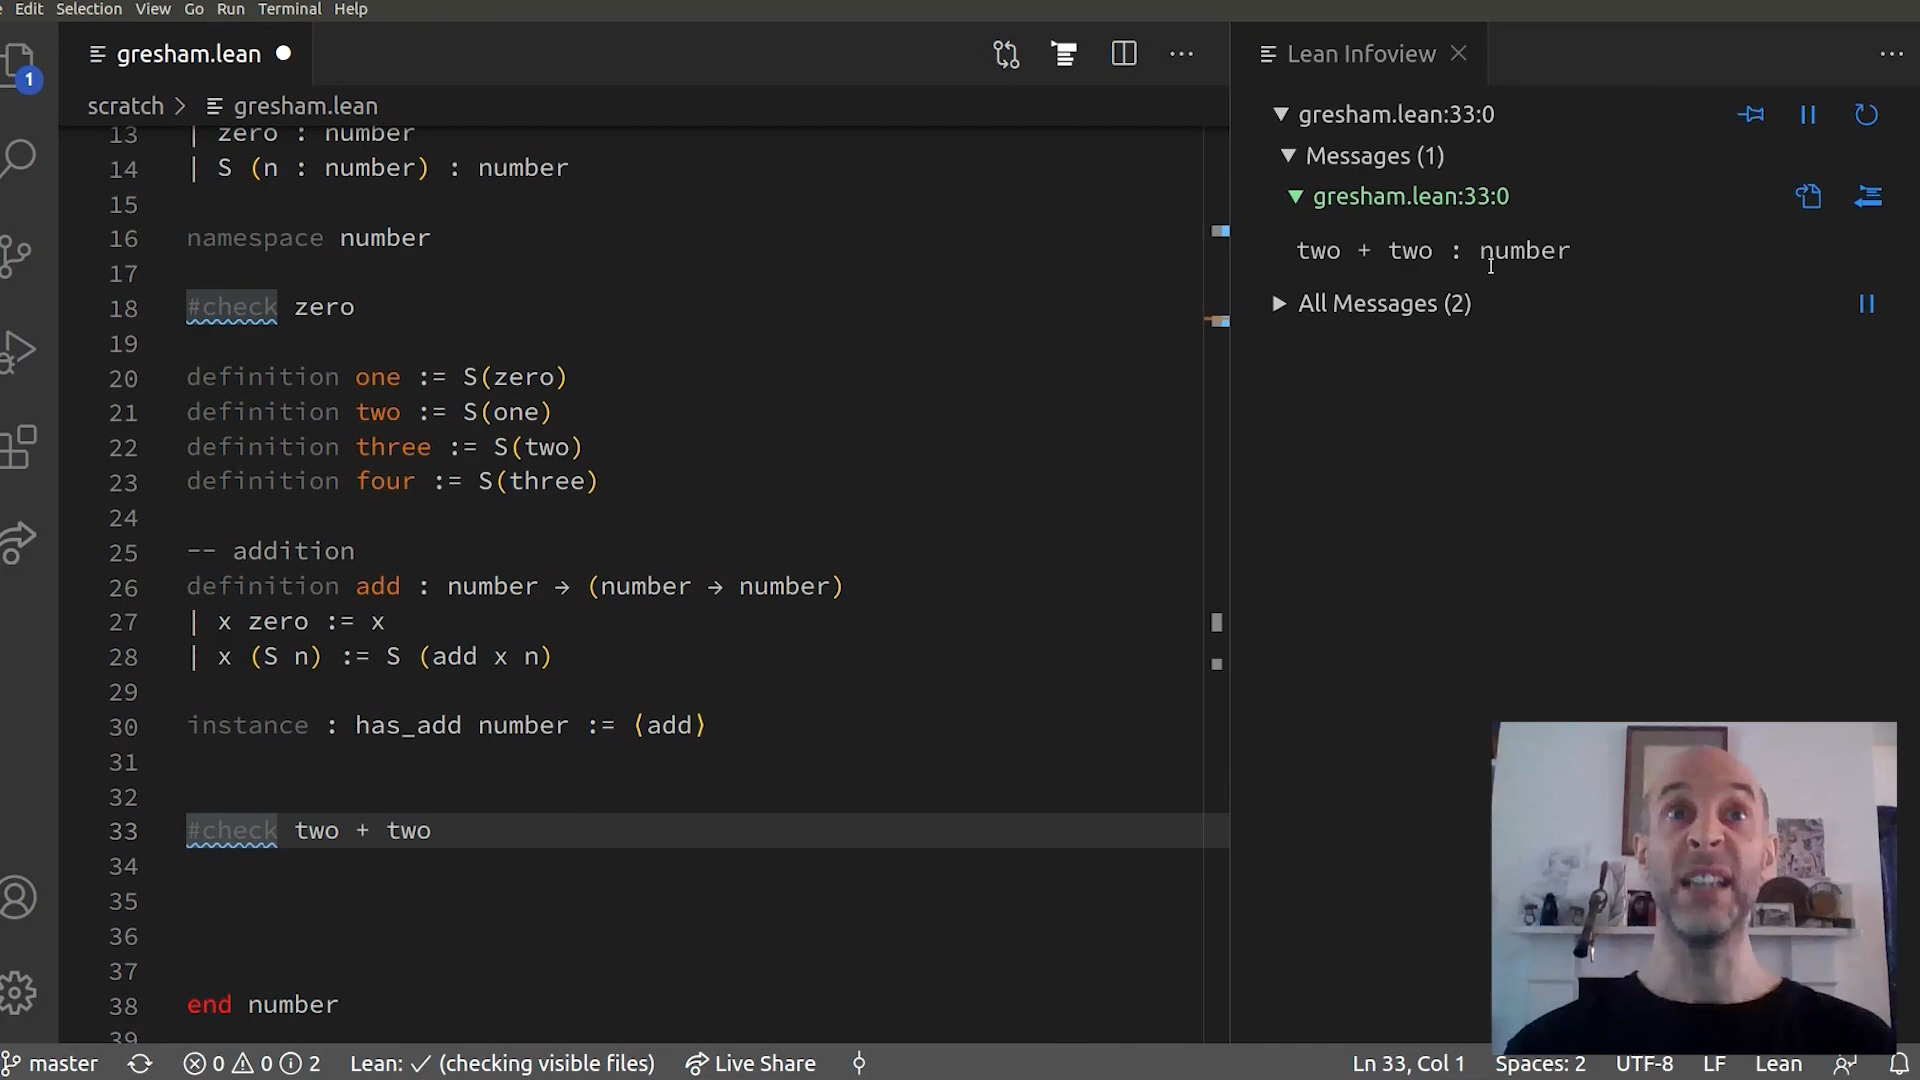 Edit Selection View Go Run Terminal Help
gresham.lean
Lean Infoview
1
scratch > gresham.lean
13 | zero : number
14 | S (n : number) : number
15
16 namespace number
17
18 #check zero
19
20 definition one := S(zero)
21 definition two := S(one)
22 definition three := S(two)
23 definition four := S(three)
24
25 -- addition
26 definition add : number → (number → number)
27 | x zero := x
28 | x (S n) := S (add x n)
29
30 instance : has_add number := ⟨add⟩
31
32
33 #check two + two
34
35
36
37
38 end number
39
gresham.lean:33:0
Messages (1)
gresham.lean:33:0
two + two : number
All Messages (2)
master 0 0 2 Lean: ✓ (checking visible files) Live Share Ln 33, Col 1 Spaces: 2 UTF-8 LF Lean